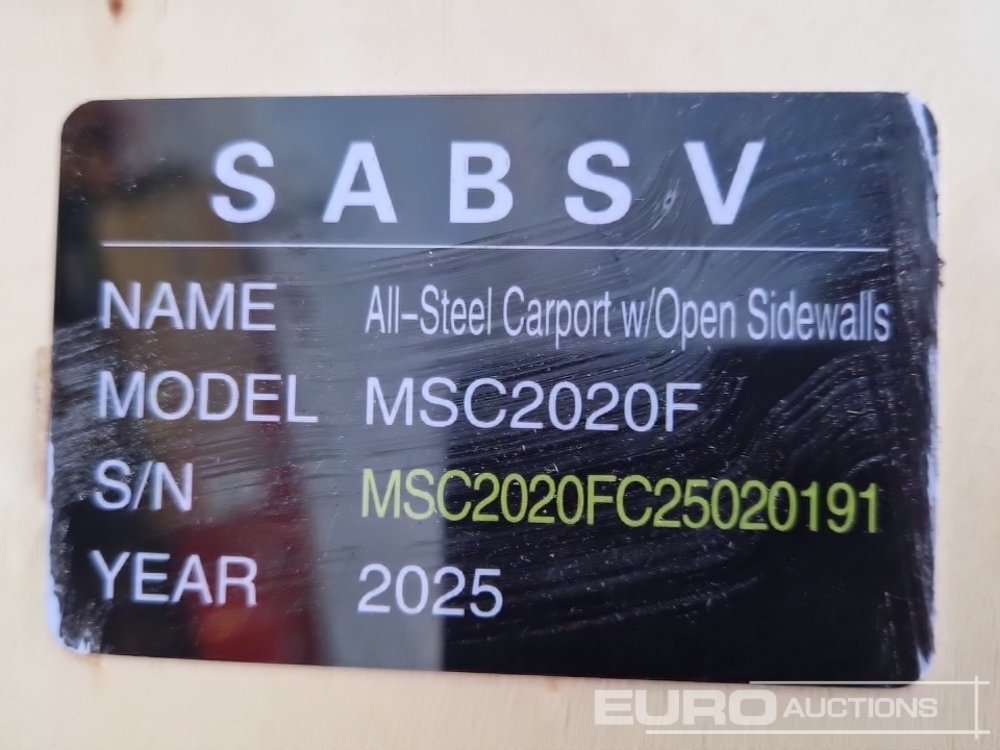 SABSV
NAME All-Steel Carport w/Open Sidewalls
MODEL MSC2020F
S/N MSC2020FC25020191
YEAR 2025
EURO AUCTIONS